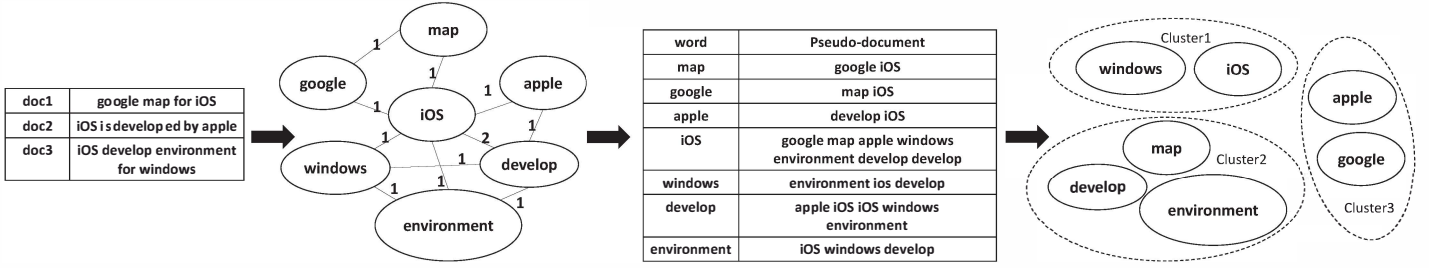 doc1 google map for iOS
doc2 iOS is developed by apple
doc3 iOS develop environment
for windows
map
1
google
1
1
apple
1
iOS
1
1
2
1
windows
1
develop
1
1
1
environment
word Pseudo-document
map google iOS
google map iOS
apple develop iOS
iOS google map apple windows
environment develop develop
windows environment ios develop
develop apple iOS iOS windows
environment
environment iOS windows develop
Cluster1
windows iOS
map
Cluster2
develop
environment
apple
google
Cluster3